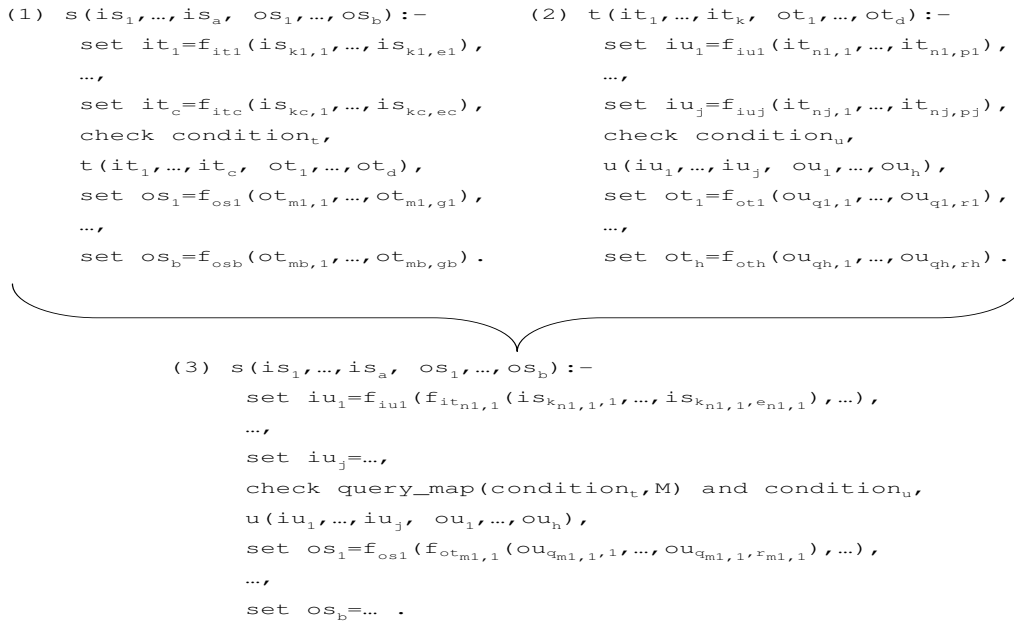 (1) s(is₁,…,isₐ, os₁,…,os_b):-
set it₁=f_it1(is_k1,1,…,is_k1,e1),
…,
set it_c=f_itc(is_kc,1,…,is_kc,ec),
check condition_t,
t(it₁,…,it_c, ot₁,…,ot_d),
set os₁=f_os1(ot_m1,1,…,ot_m1,g1),
…,
set os_b=f_osb(ot_mb,1,…,ot_mb,gb).
(2) t(it₁,…,it_k, ot₁,…,ot_d):-
set iu₁=f_iu1(it_n1,1,…,it_n1,p1),
…,
set iu_j=f_iuj(it_nj,1,…,it_nj,pj),
check condition_u,
u(iu₁,…,iu_j, ou₁,…,ou_h),
set ot₁=f_ot1(ou_q1,1,…,ou_q1,r1),
…,
set ot_h=f_oth(ou_qh,1,…,ou_qh,rh).
(3) s(is₁,…,isₐ, os₁,…,os_b):-
set iu₁=f_iu1(f_it_n1,1(is_k_n1,1,1,…,is_k_n1,1,e_n1,1),…),
…,
set iu_j=…,
check query_map(condition_t,M) and condition_u,
u(iu₁,…,iu_j, ou₁,…,ou_h),
set os₁=f_os1(f_ot_m1,1(ou_q_m1,1,1,…,ou_q_m1,1,r_m1,1),…),
…,
set os_b=… .